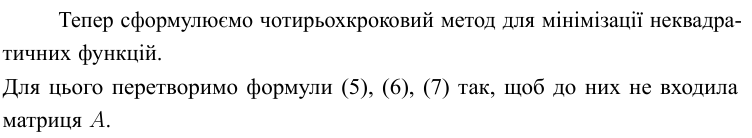 Тепер сформулюємо чотирьохкроковий метод для мінімізації неквадра-
тичних функцій.
Для цього перетворимо формули (5), (6), (7) так, щоб до них не входила
матриця A.